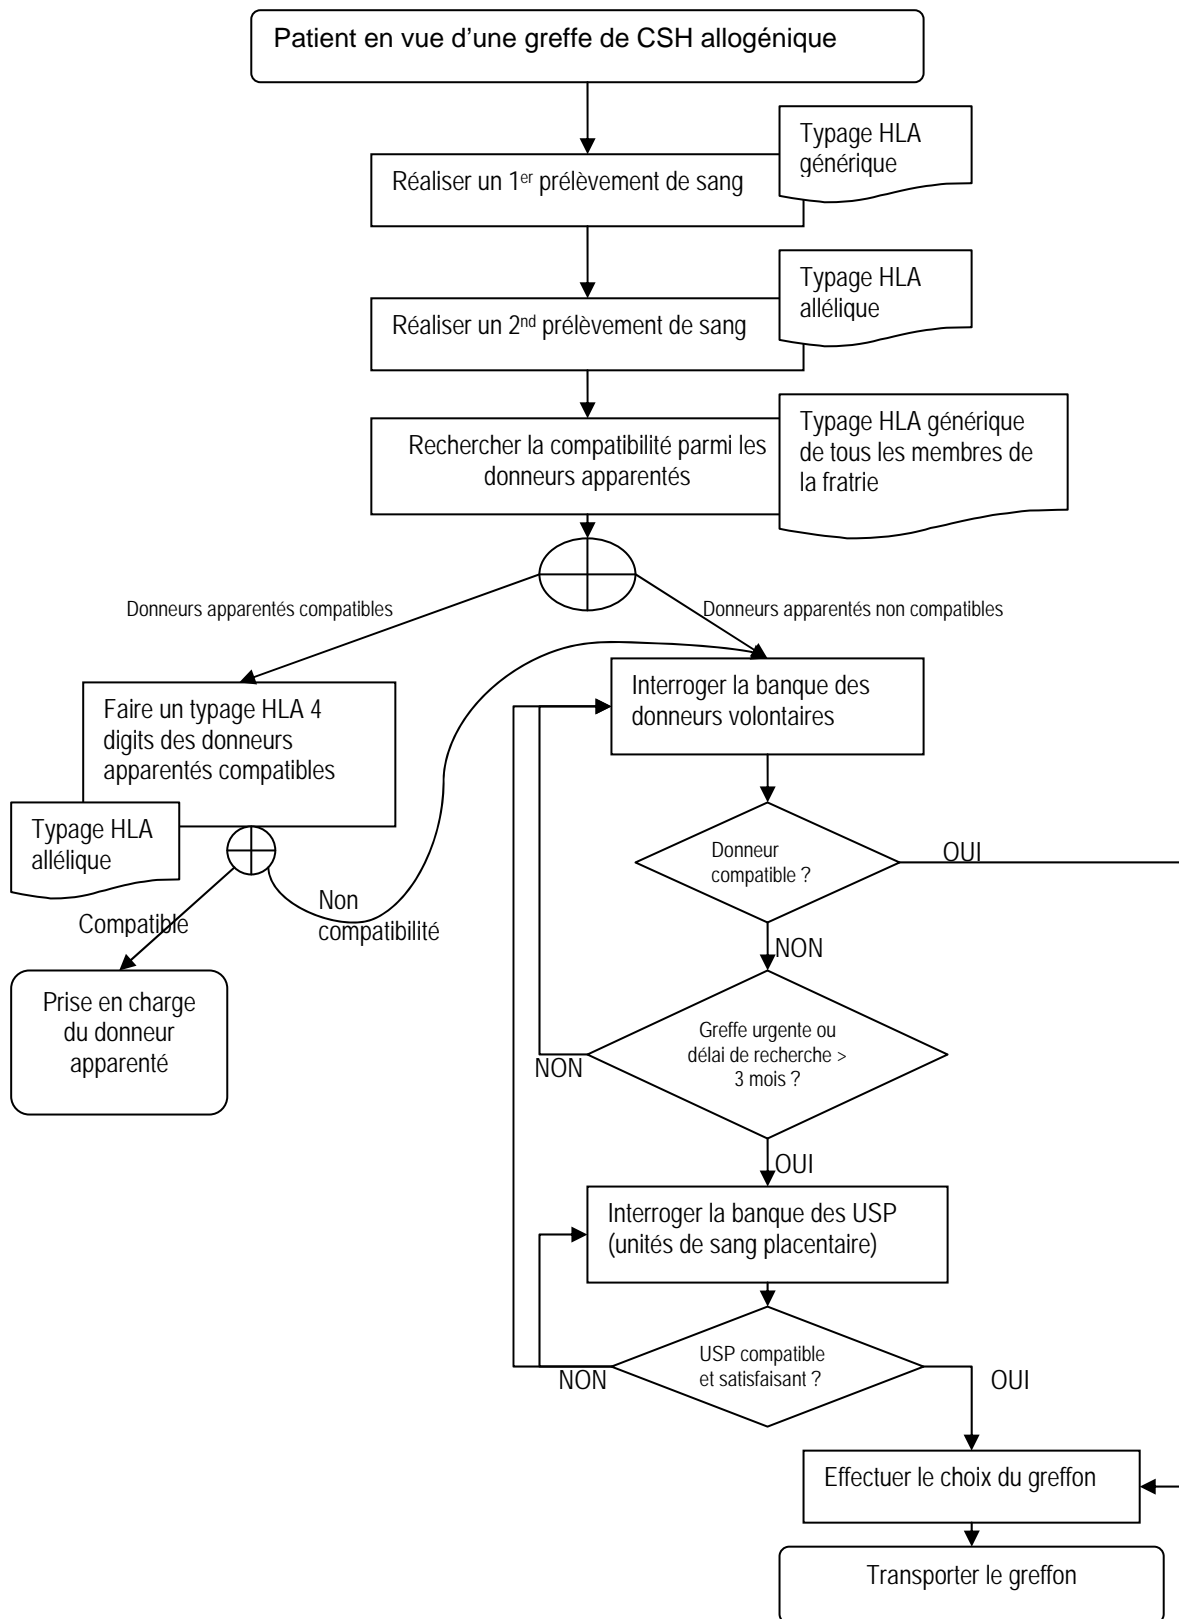 Patient en vue d'une greffe de CSH allogénique
Typage HLA
générique
Réaliser un 1er prélèvement de sang
Typage HLA
allélique
Réaliser un 2nd prélèvement de sang
Typage HLA générique
de tous les membres de
la fratrie
Rechercher la compatibilité parmi les
donneurs apparentés
Donneurs apparentés compatibles
Donneurs apparentés non compatibles
Faire un typage HLA 4
digits des donneurs
apparentés compatibles
Typage HLA
allélique
Compatible
Non
compatibilité
Prise en charge
du donneur
apparenté
Interroger la banque des
donneurs volontaires
Donneur
compatible ?
OUI
NON
Greffe urgente ou
délai de recherche >
3 mois ?
NON
OUI
Interroger la banque des USP
(unités de sang placentaire)
USP compatible
et satisfaisant ?
NON
OUI
Effectuer le choix du greffon
Transporter le greffon